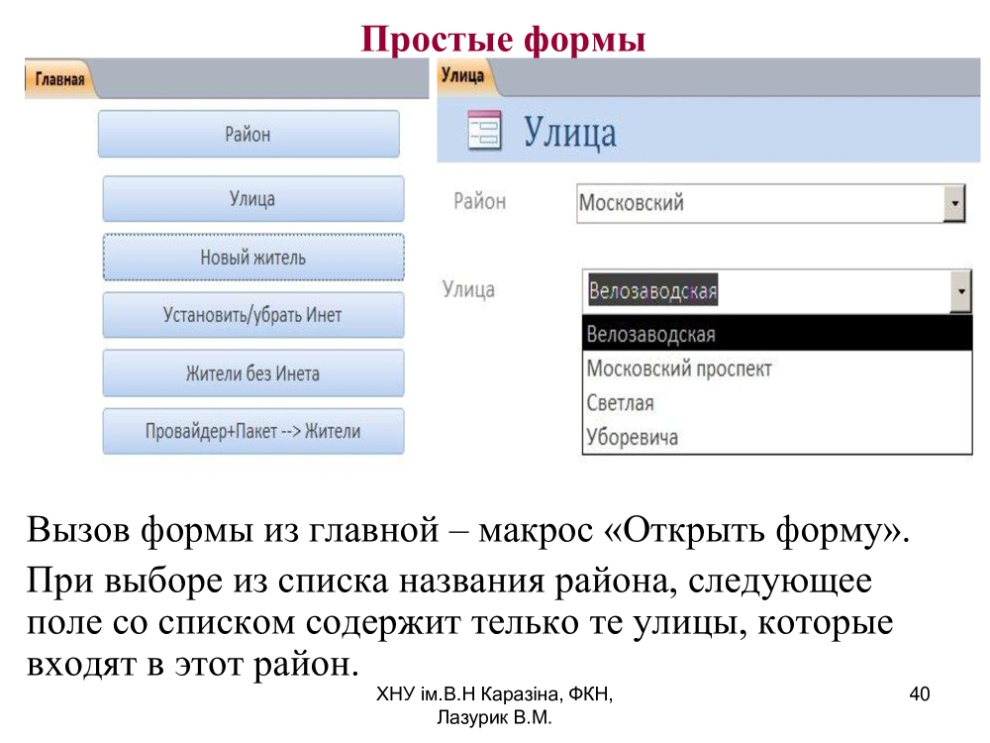 Простые формы
Главная
Район
Улица
Новый житель
Установить/убрать Инет
Жители без Инета
Провайдер+Пакет --> Жители
Улица
Улица
Район
Московский
Улица
Велозаводская
Велозаводская
Московский проспект
Светлая
Уборевича
Вызов формы из главной – макрос «Открыть форму».
При выборе из списка названия района, следующее
поле со списком содержит телько те улицы, которые
входят в этот район.
ХНУ ім.В.Н Каразіна, ФКН,
Лазурик В.М.
40